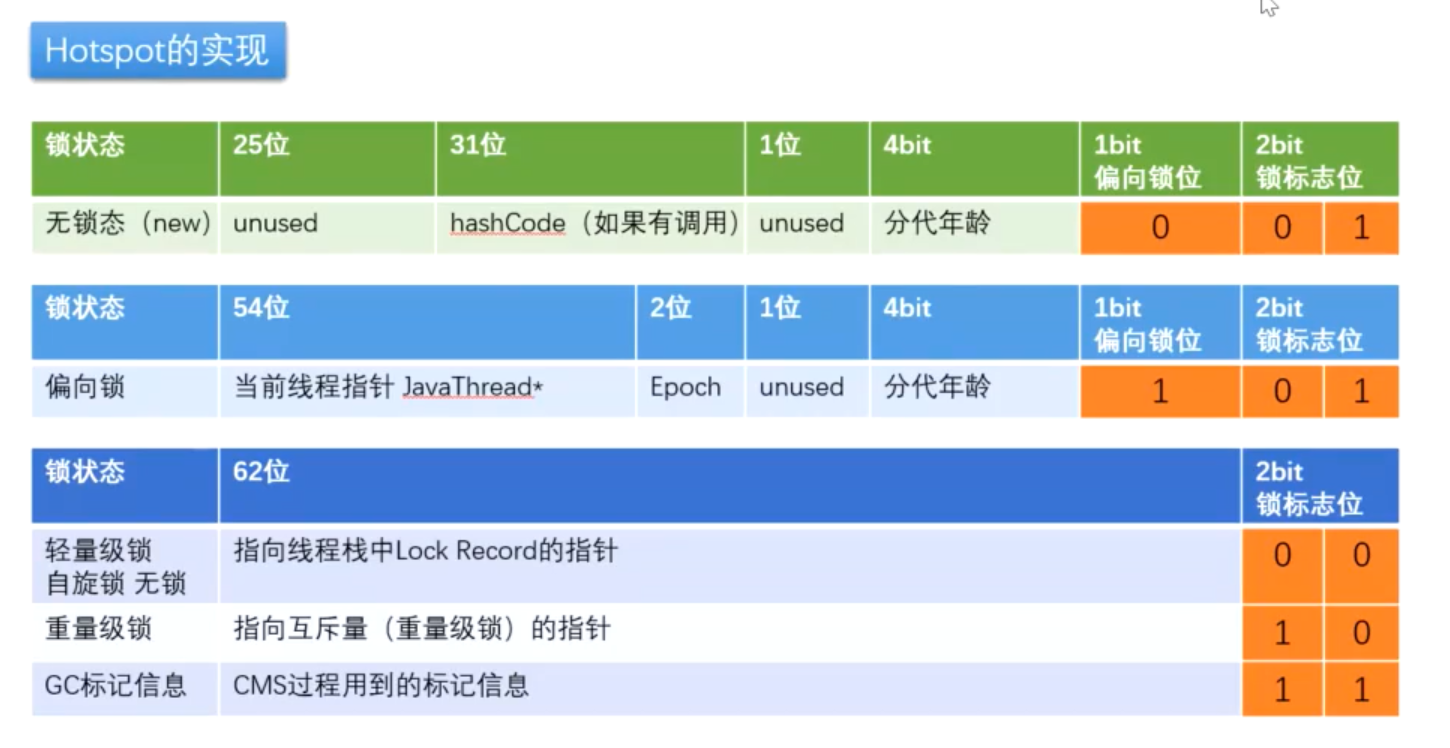 Hotspot的实现
锁状态 25位 31位 1位 4bit 1bit 2bit
偏向锁位 锁标志位
无锁态（new） unused hashCode（如果有调用） unused 分代年龄 0 0 1
锁状态 54位 2位 1位 4bit 1bit 2bit
偏向锁位 锁标志位
偏向锁 当前线程指针 JavaThread* Epoch unused 分代年龄 1 0 1
锁状态 62位 2bit
锁标志位
轻量级锁 指向线程栈中Lock Record的指针 0 0
自旋锁 无锁
重量级锁 指向互斥量（重量级锁）的指针 1 0
GC标记信息 CMS过程用到的标记信息 1 1